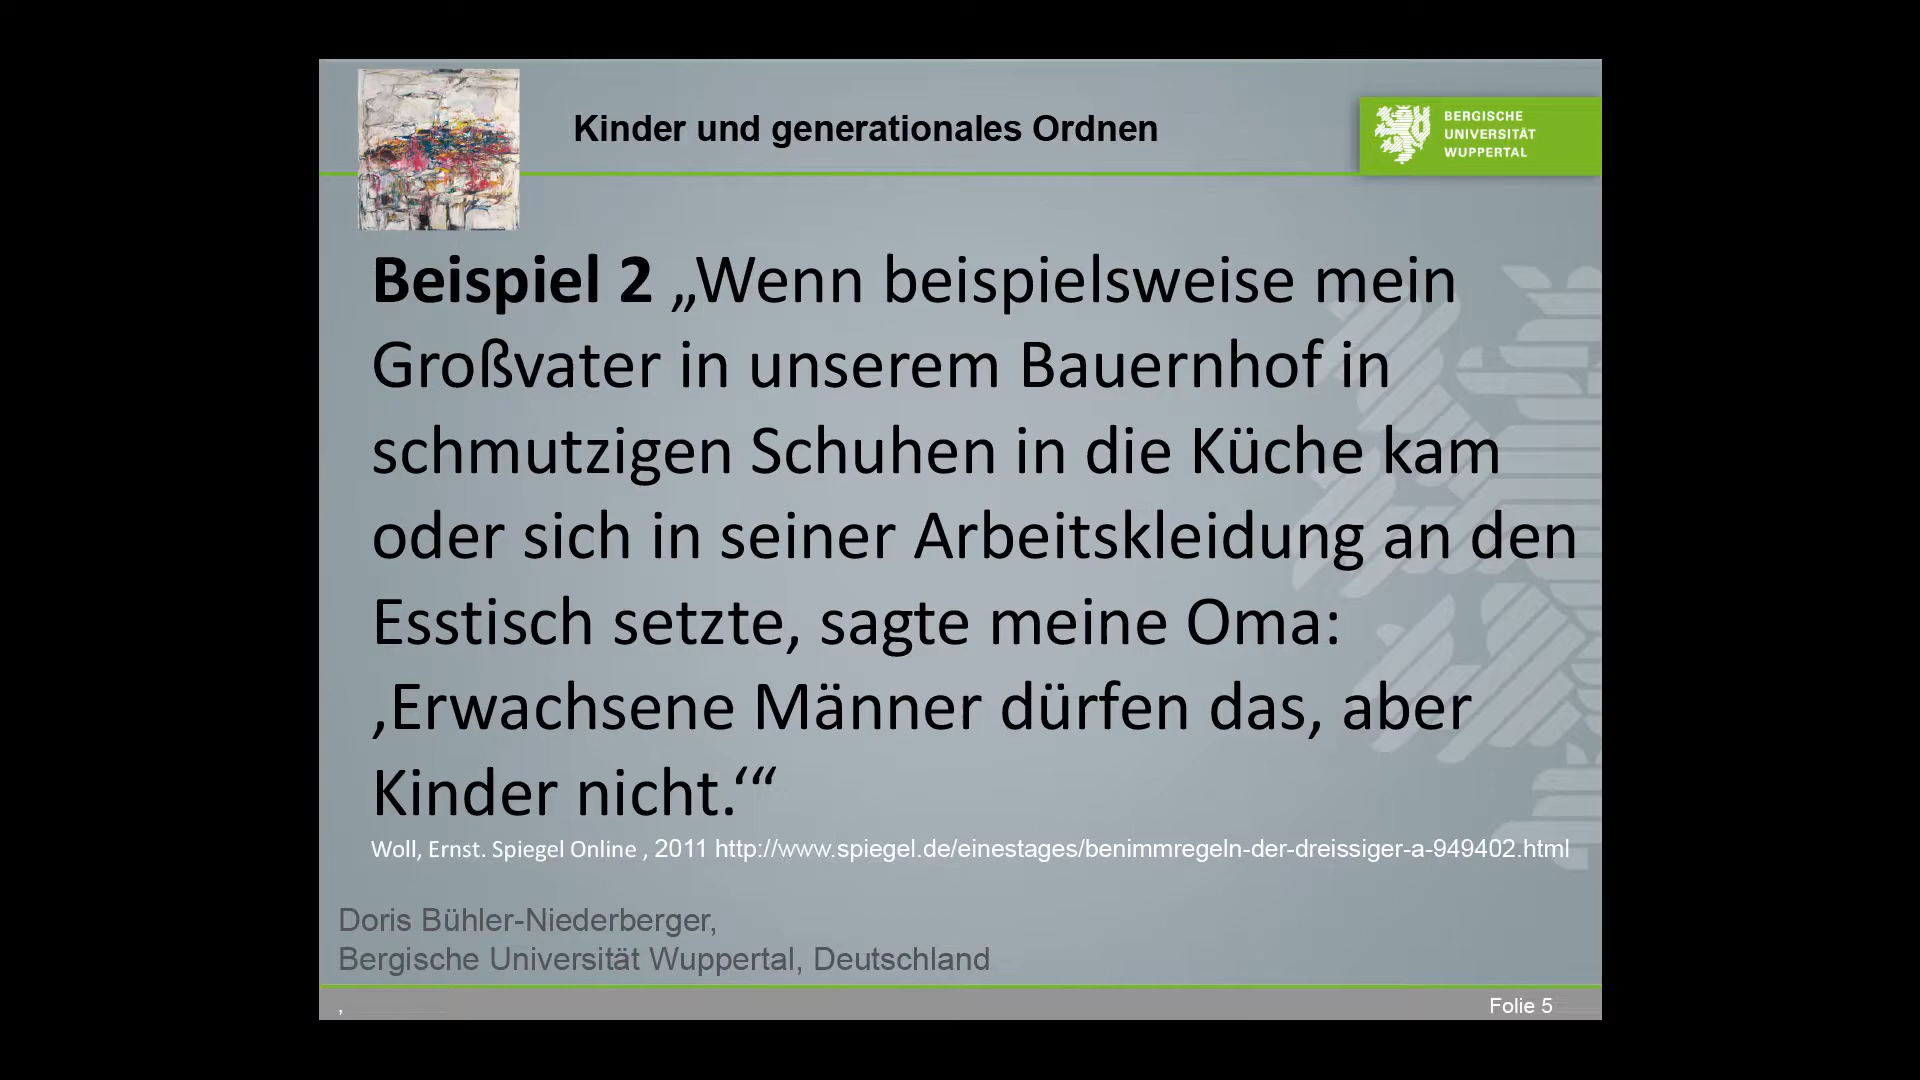 Kinder und generationales Ordnen
BERGISCHE
UNIVERSITÄT
WUPPERTAL
Beispiel 2 „Wenn beispielsweise mein
Großvater in unserem Bauernhof in
schmutzigen Schuhen in die Küche kam
oder sich in seiner Arbeitskleidung an den
Esstisch setzte, sagte meine Oma:
‚Erwachsene Männer dürfen das, aber
Kinder nicht.‘“
Woll, Ernst. Spiegel Online , 2011 http://www.spiegel.de/einestages/benimmregeln-der-dreissiger-a-949402.html
Doris Bühler-Niederberger,
Bergische Universität Wuppertal, Deutschland
,
Folie 5